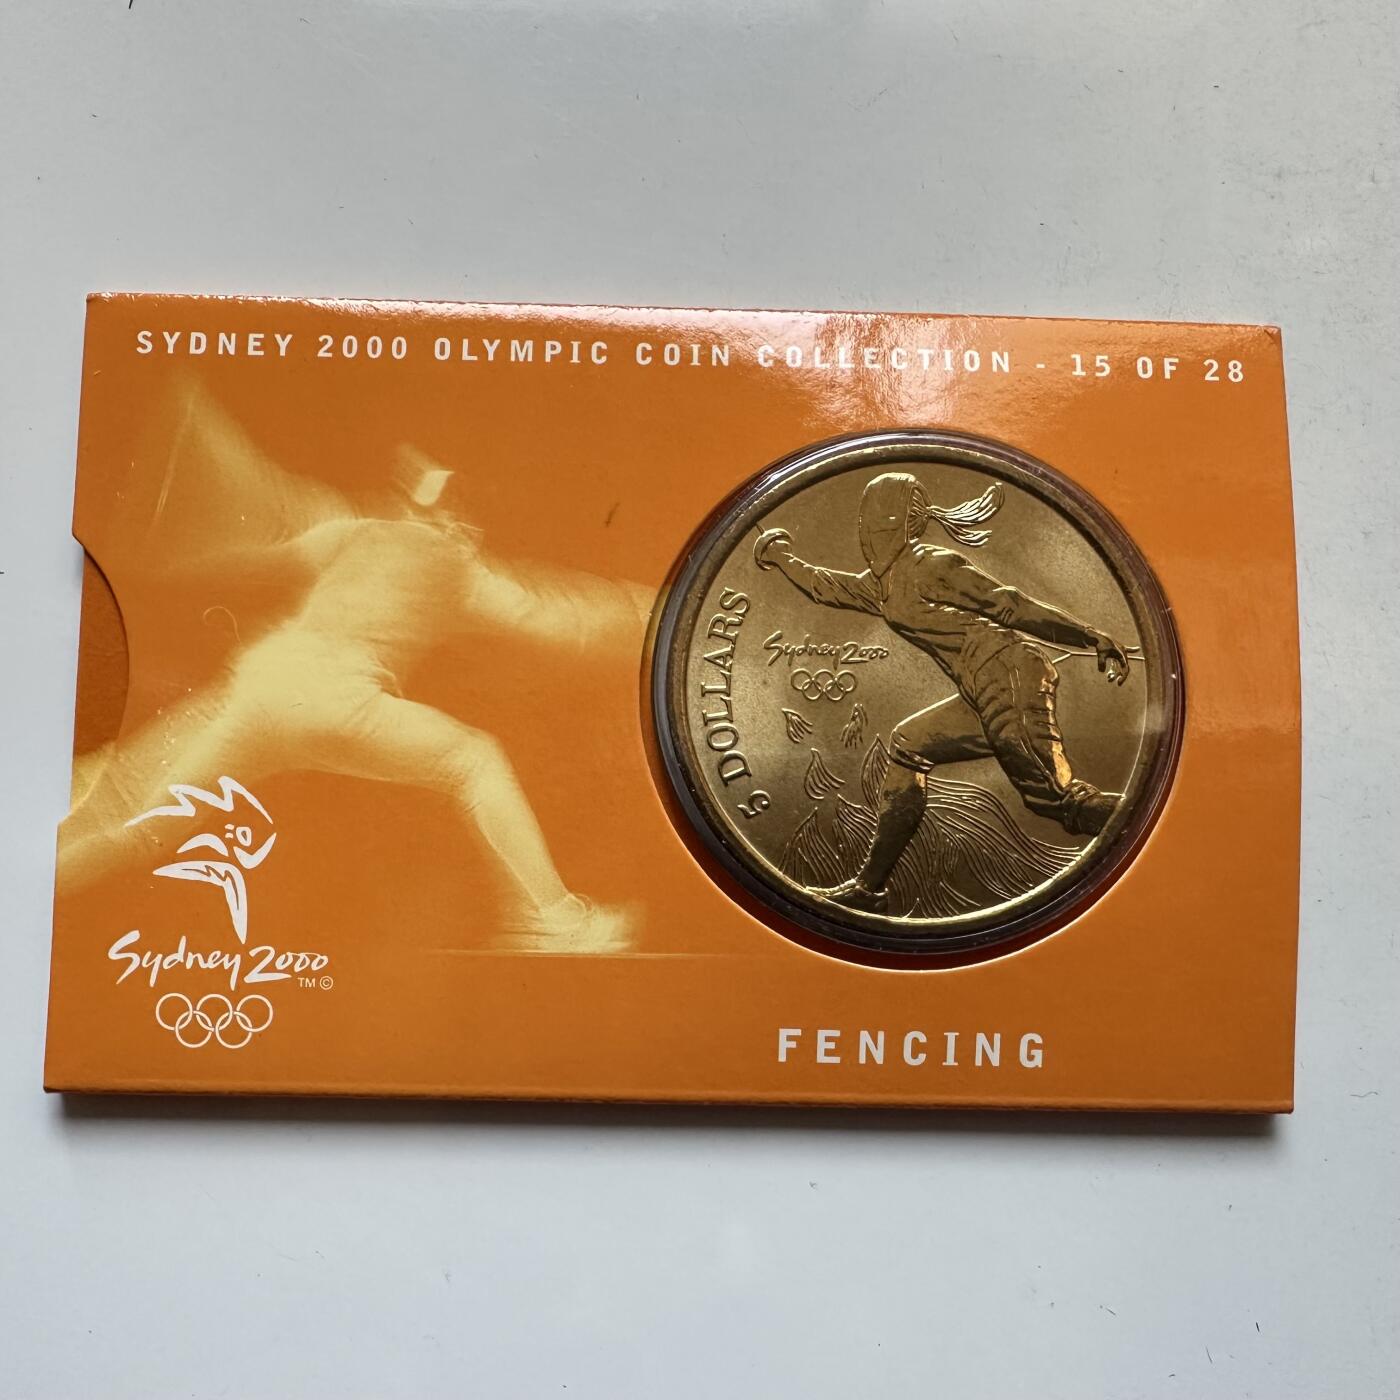 SYDNEY 2000 OLYMPIC COIN COLLECTION - 15 OF 28
5 DOLLARS
Sydney 2000
Sydney 2000
TM ©
FENCING